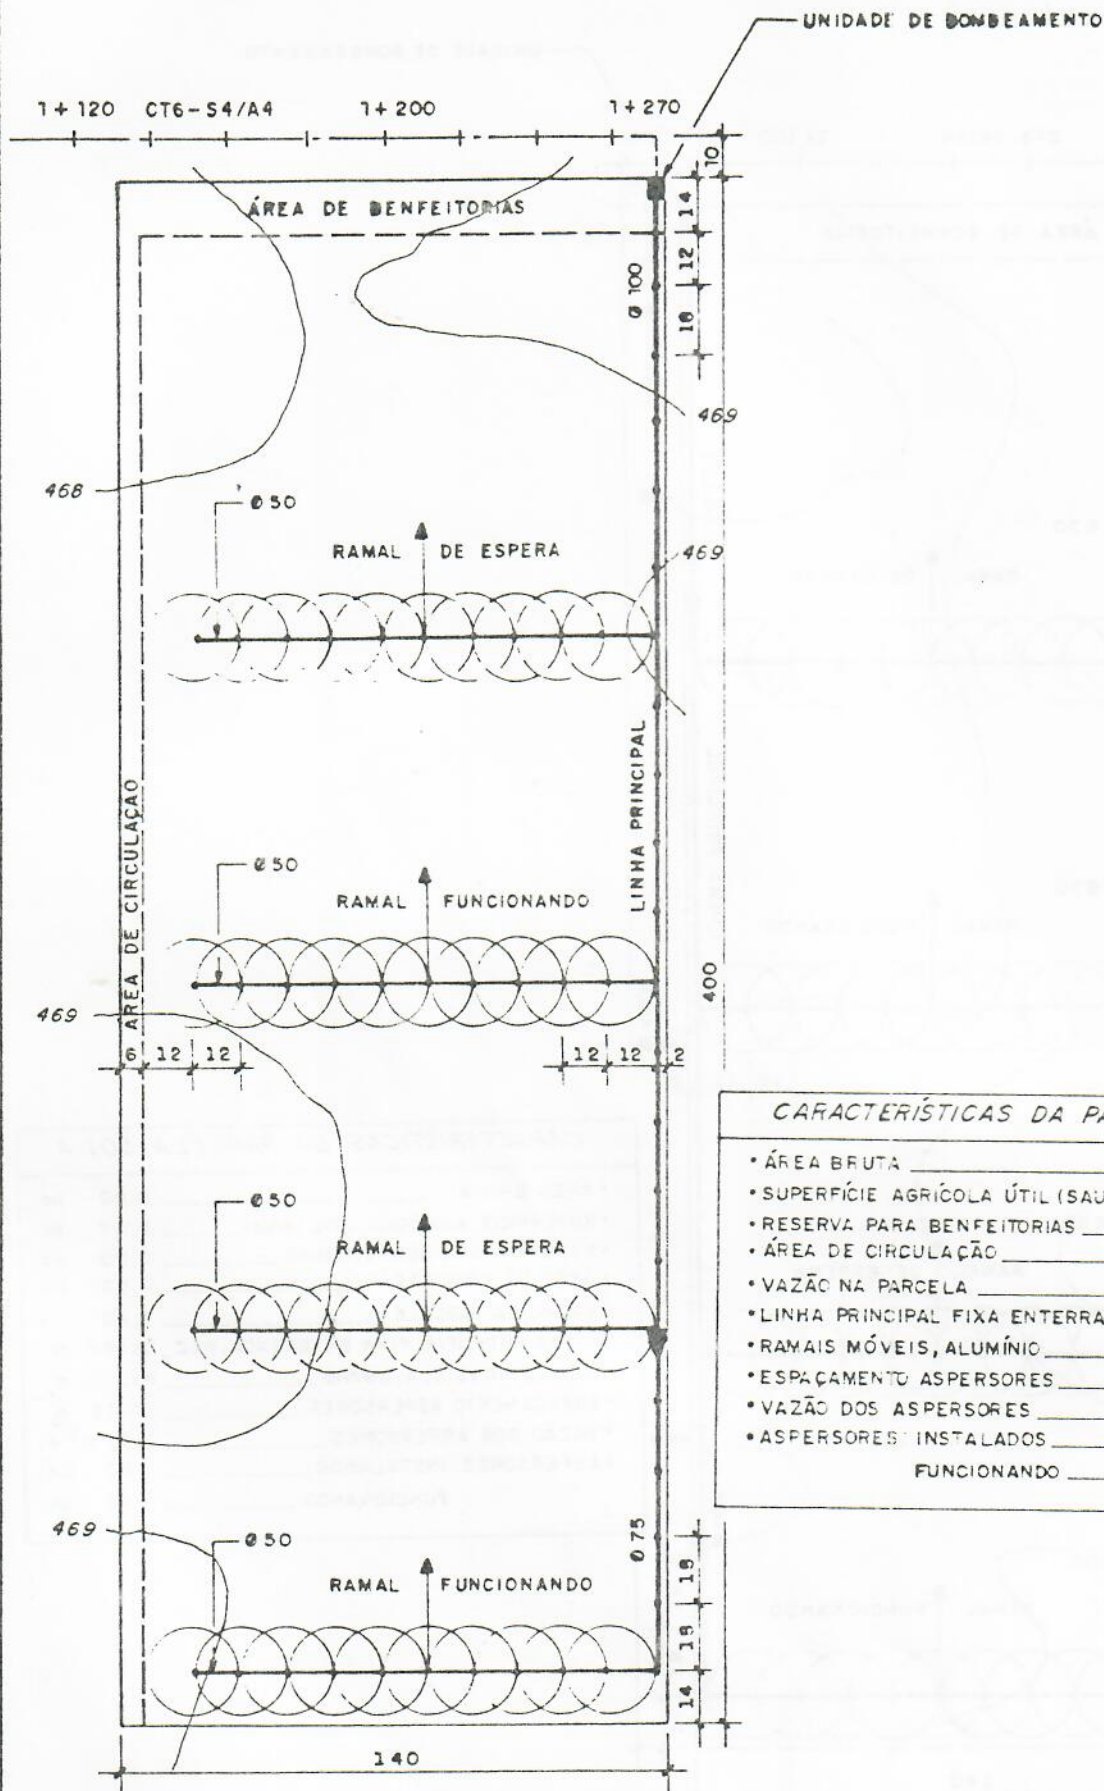 UNIDADE DE BOMBEAMENTO
1+120 CT6-S4/A4 1+200 1+270
10
ÁREA DE BENFEITORIAS
14
12
Ø 100
18
469
468
Ø 50
RAMAL DE ESPERA
469
LINHA PRINCIPAL
ÁREA DE CIRCULAÇÃO
Ø 50
RAMAL FUNCIONANDO
400
469
6 12 12 12 12 2
CARACTERÍSTICAS DA PA
• ÁREA BRUTA
• SUPERFÍCIE AGRÍCOLA ÚTIL (SAU
• RESERVA PARA BENFEITORIAS
• ÁREA DE CIRCULAÇÃO
• VAZÃO NA PARCELA
• LINHA PRINCIPAL FIXA ENTERRA
• RAMAIS MÓVEIS, ALUMÍNIO
• ESPAÇAMENTO ASPERSORES
• VAZÃO DOS ASPERSORES
• ASPERSORES INSTALADOS
FUNCIONANDO
Ø 50
RAMAL DE ESPERA
469
Ø 50
Ø 75
18
RAMAL FUNCIONANDO
18
14
140